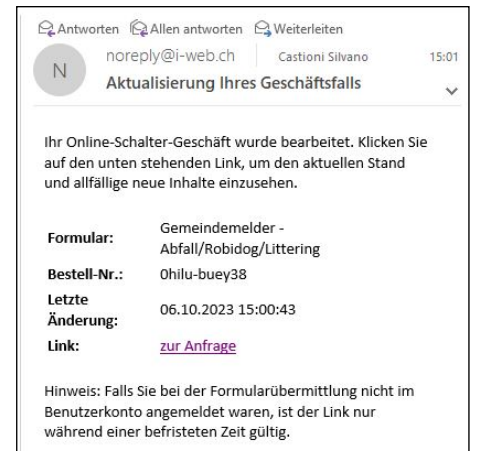 Antworten Allen antworten Weiterleiten
noreply@i-web.ch Castioni Silvano 15:01
N
Aktualisierung Ihres Geschäftsfalls
Ihr Online-Schalter-Geschäft wurde bearbeitet. Klicken Sie
auf den unten stehenden Link, um den aktuellen Stand
und allfällige neue Inhalte einzusehen.
Formular: Gemeindemelder -
Abfall/Robidog/Littering
Bestell-Nr.: 0hilu-buey38
Letzte
Änderung: 06.10.2023 15:00:43
Link: zur Anfrage
Hinweis: Falls Sie bei der Formularübermittlung nicht im
Benutzerkonto angemeldet waren, ist der Link nur
während einer befristeten Zeit gültig.